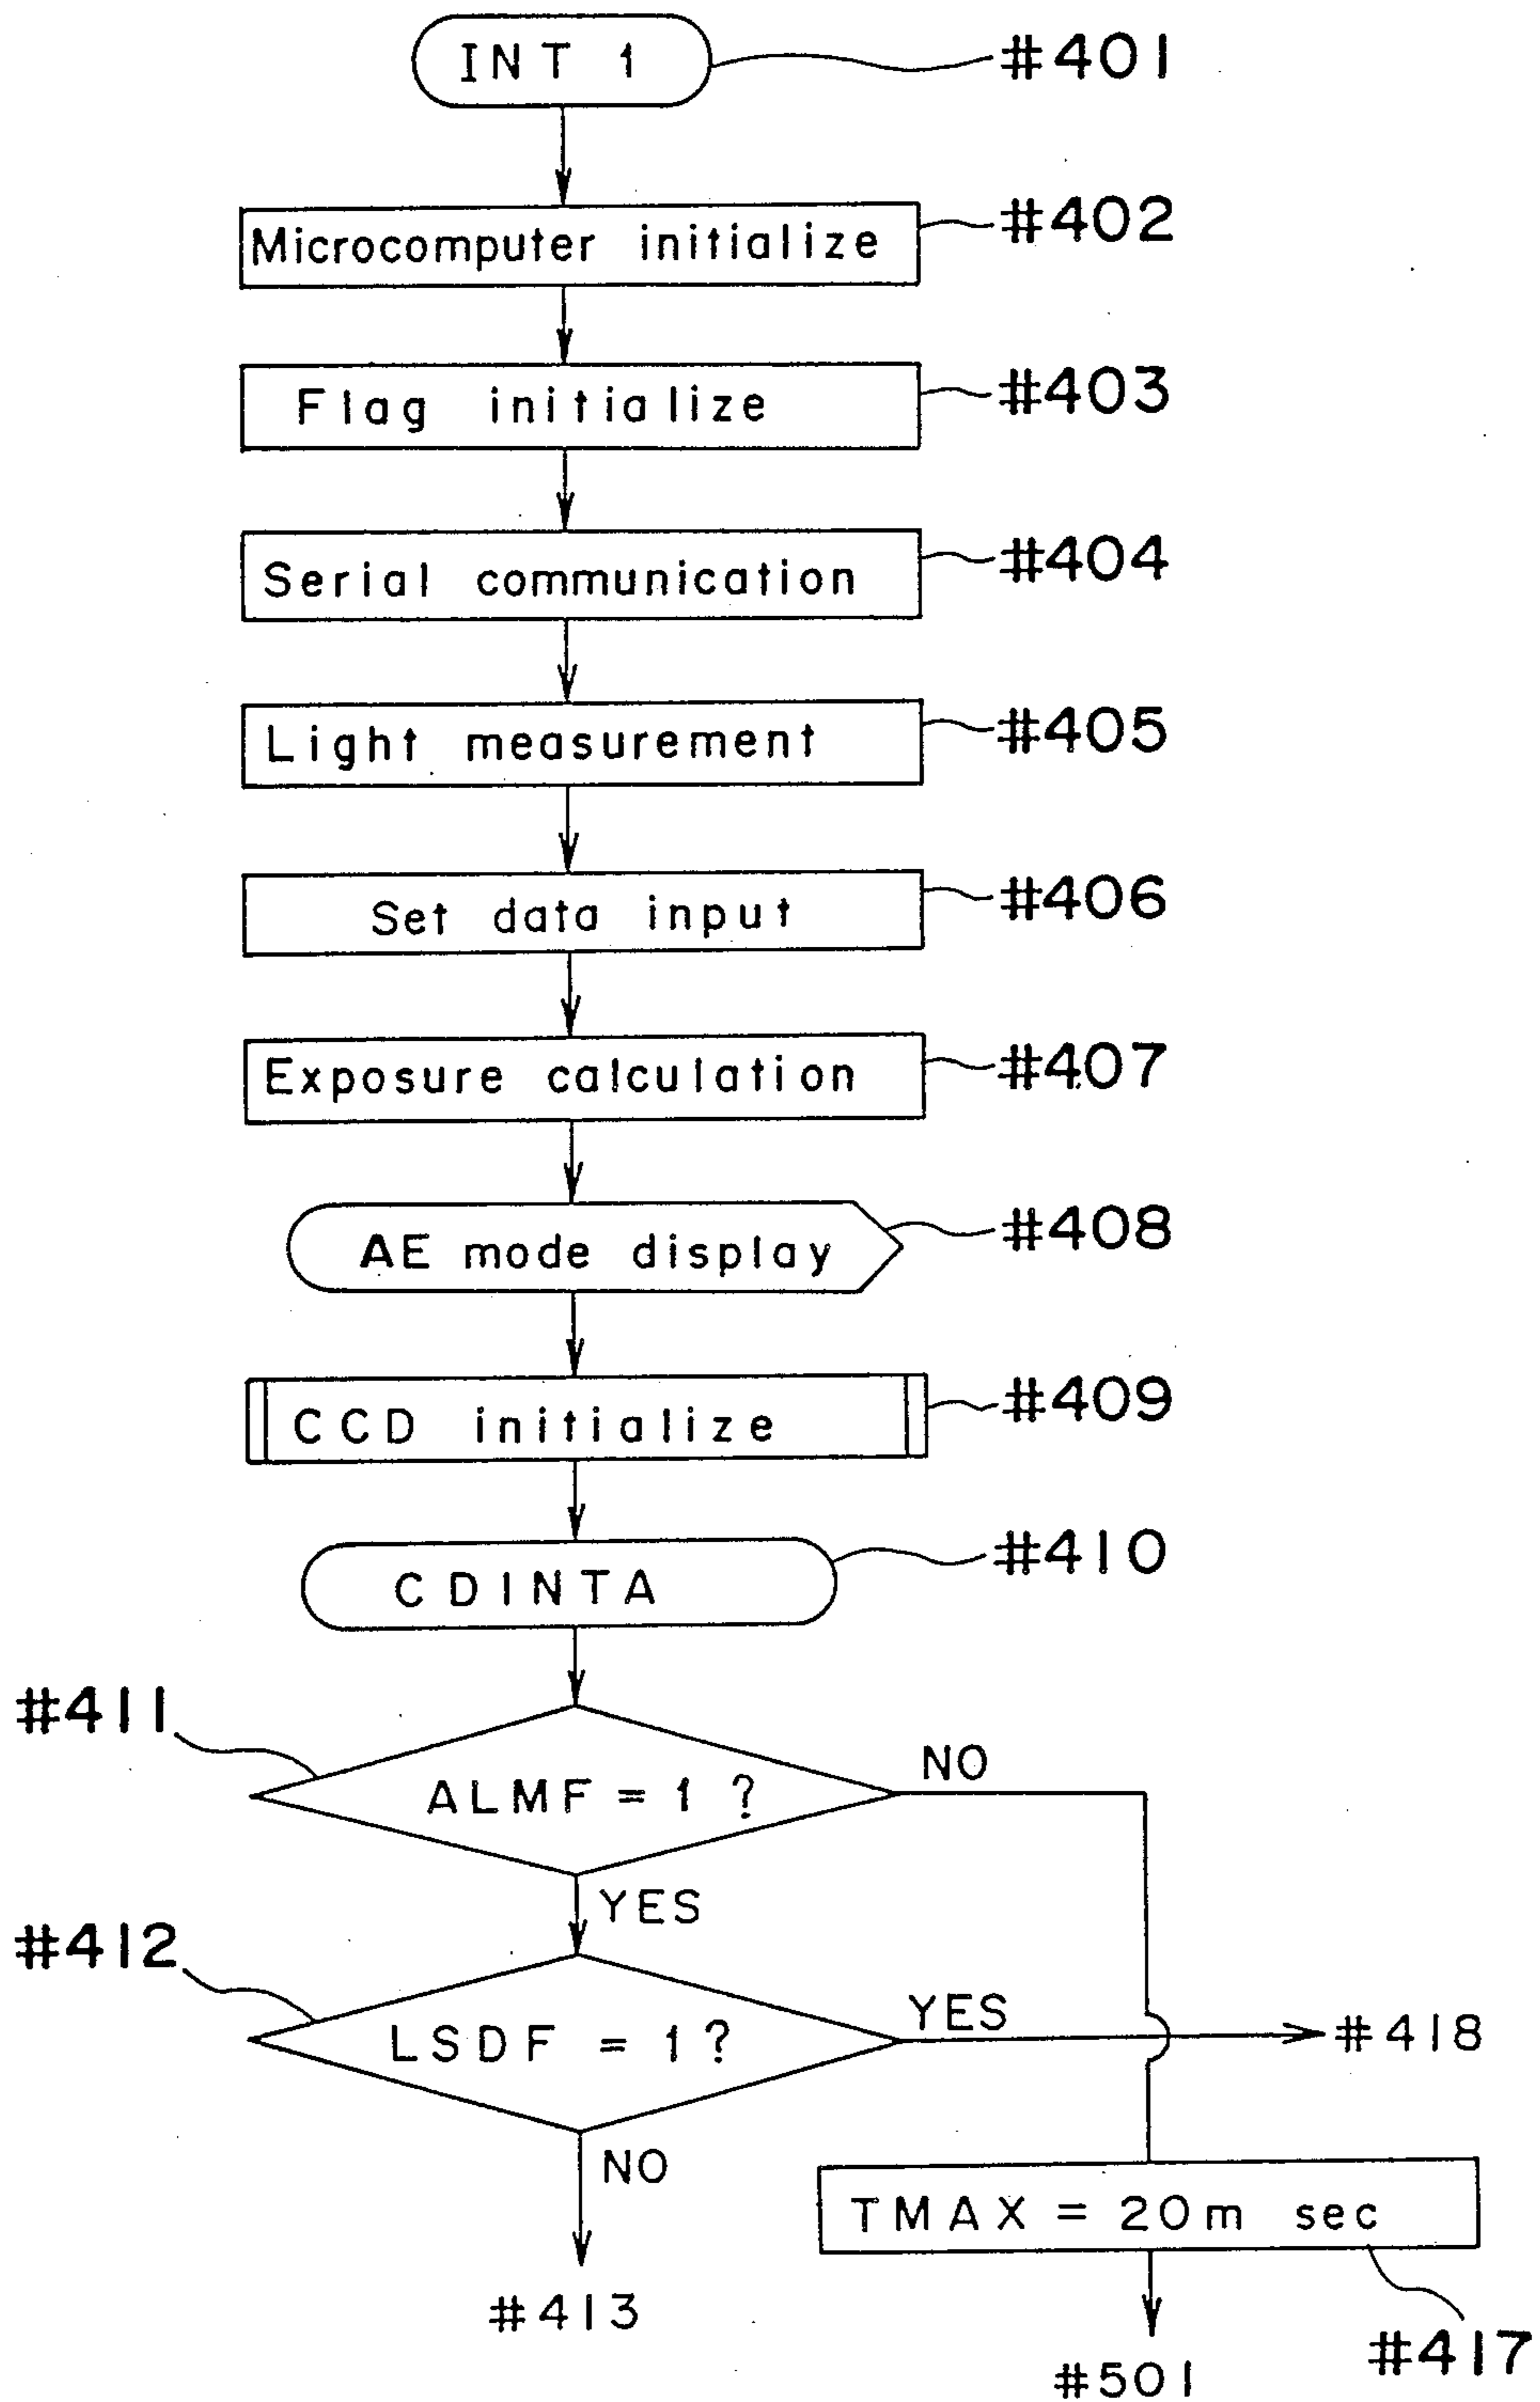 INT 1
#401
Microcomputer initialize
#402
Flag initialize
#403
Serial communication
#404
Light measurement
#405
Set data input
#406
Exposure calculation
#407
AE mode display
#408
CCD initialize
#409
CDINTA
#410
#411
ALMF = 1 ?
NO
YES
#412
LSDF = 1 ?
YES
#418
NO
#413
TMAX = 20m sec
#417
#501